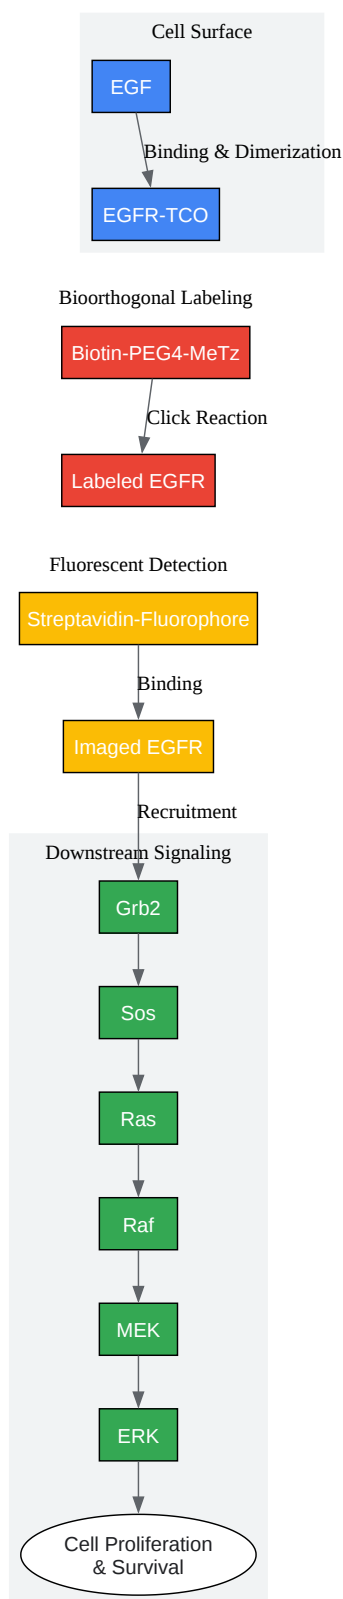 Cell Surface
EGF
Binding & Dimerization
EGFR-TCO
Bioorthogonal Labeling
Biotin-PEG4-MeTz
Click Reaction
Labeled EGFR
Fluorescent Detection
Streptavidin-Fluorophore
Binding
Imaged EGFR
Recruitment
Downstream Signaling
Grb2
Sos
Ras
Raf
MEK
ERK
Cell Proliferation
& Survival